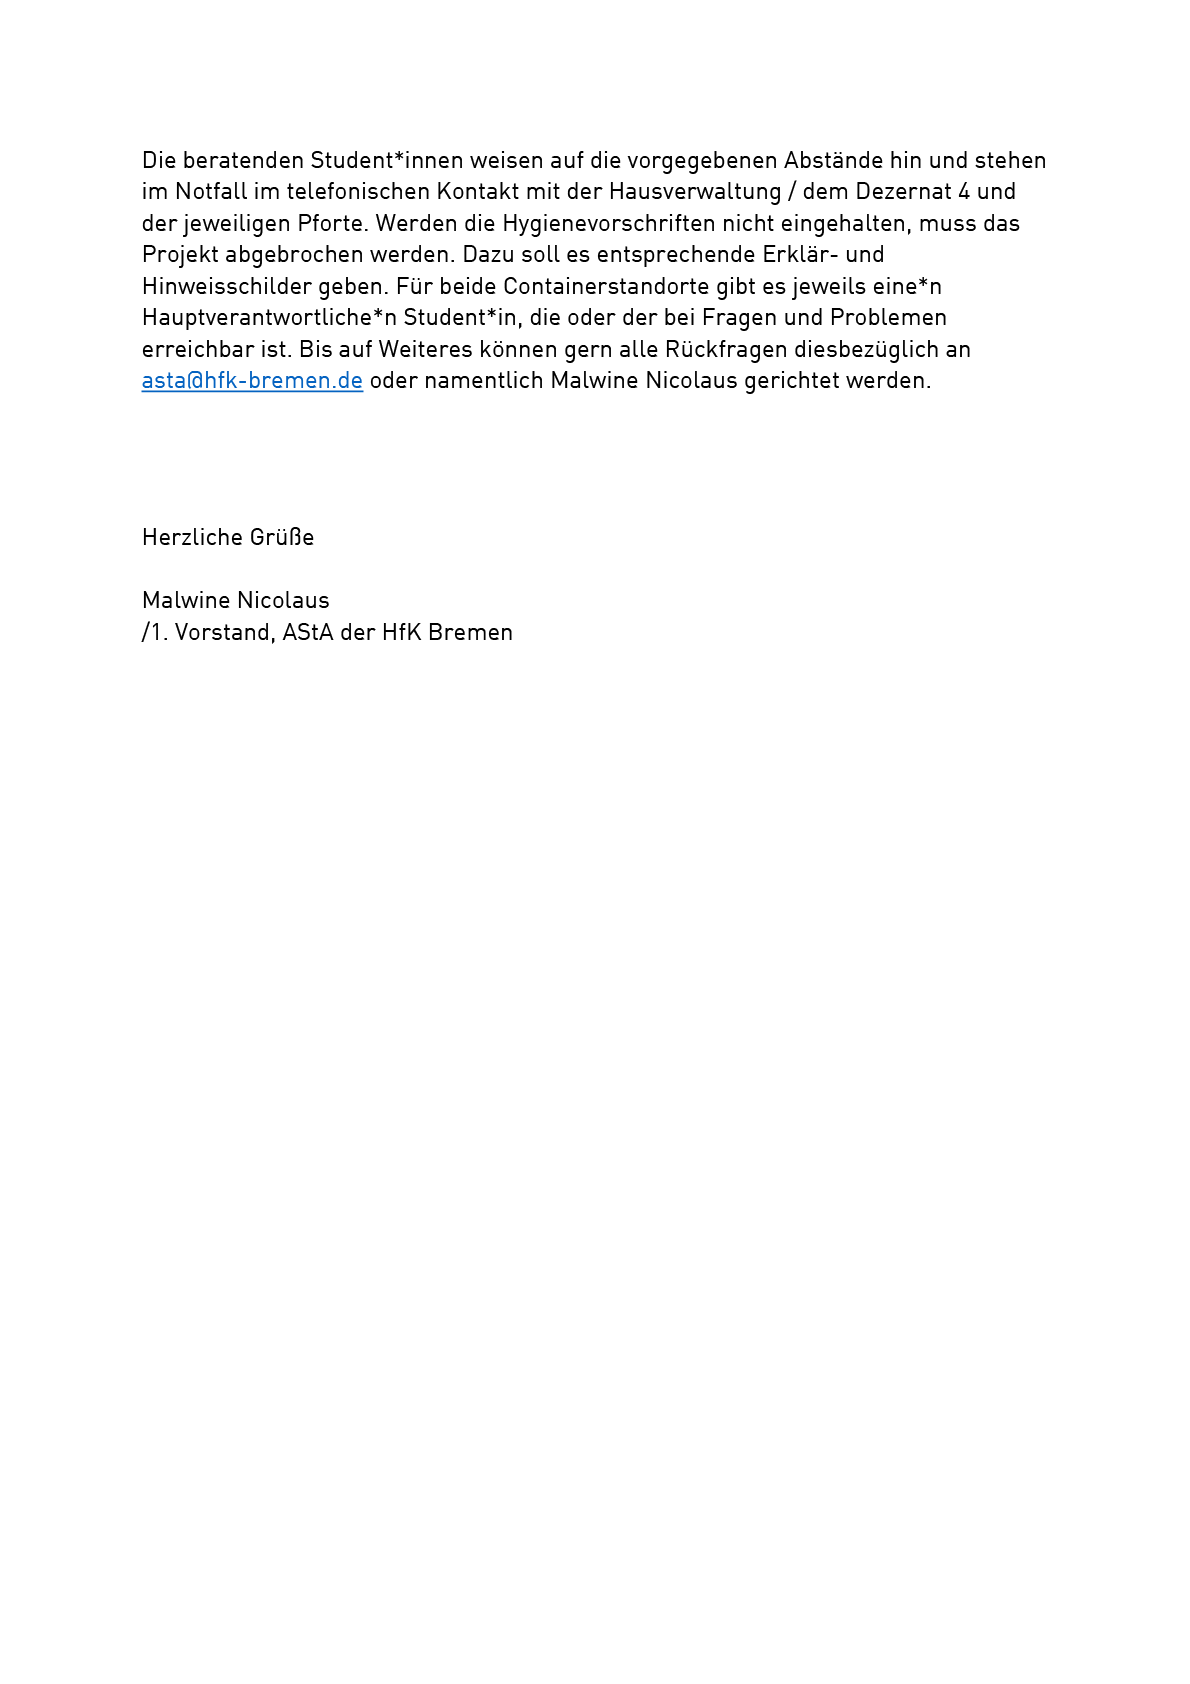 Die beratenden Student*innen weisen auf die vorgegebenen Abstände hin und stehen
im Notfall im telefonischen Kontakt mit der Hausverwaltung / dem Dezernat 4 und
der jeweiligen Pforte. Werden die Hygienevorschriften nicht eingehalten, muss das
Projekt abgebrochen werden. Dazu soll es entsprechende Erklär- und
Hinweisschilder geben. Für beide Containerstandorte gibt es jeweils eine*n
Hauptverantwortliche*n Student*in, die oder der bei Fragen und Problemen
erreichbar ist. Bis auf Weiteres können gern alle Rückfragen diesbezüglich an
asta@hfk-bremen.de oder namentlich Malwine Nicolaus gerichtet werden.
Herzliche Grüße
Malwine Nicolaus
/1. Vorstand, AStA der HfK Bremen